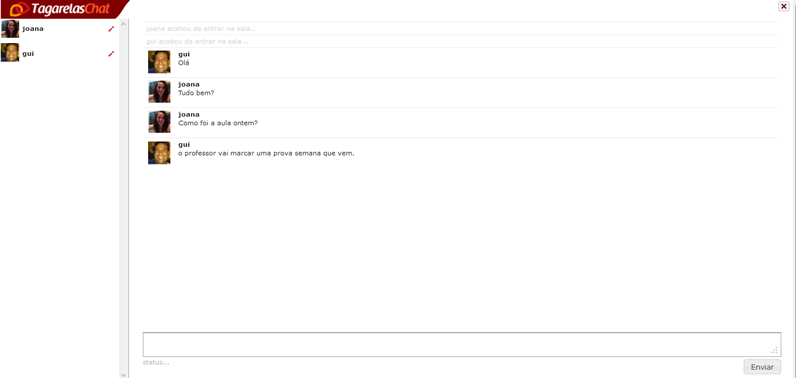 TagarelasChat
joana
gui
joana acabou de entrar na sala...
gui acabou de entrar na sala...
gui
Olá
joana
Tudo bem?
joana
Como foi a aula ontem?
gui
o professor vai marcar uma prova semana que vem.
status...
Enviar